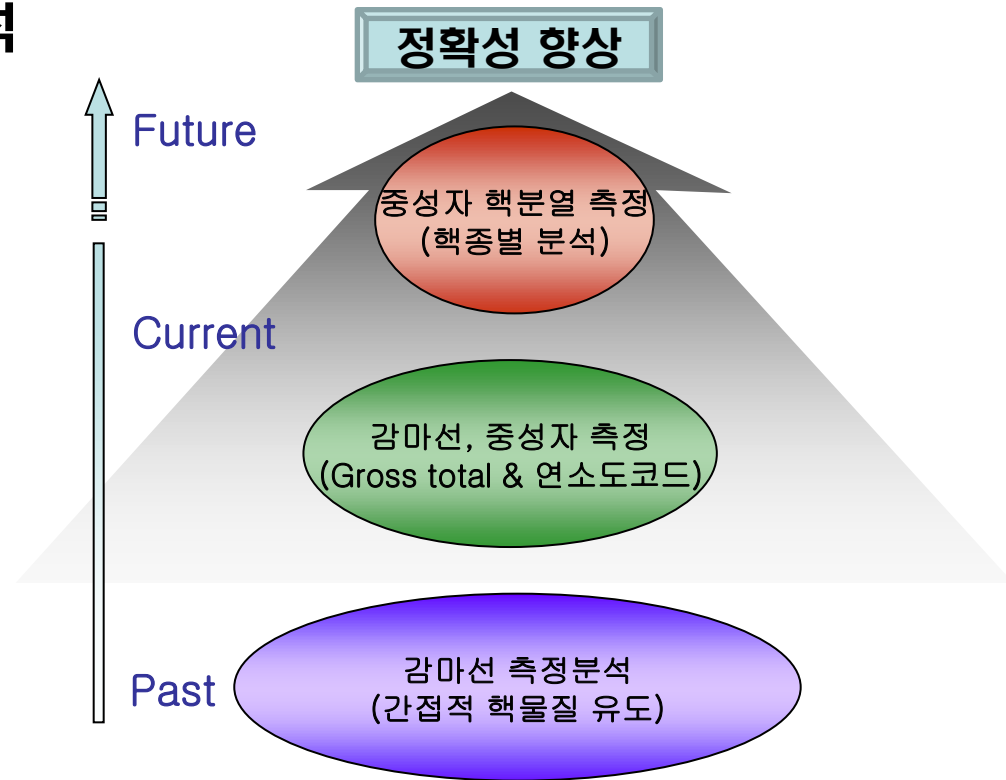 정확성 향상
Future
중성자 핵분열 측정
(핵종별 분석)
Current
감마선, 중성자 측정
(Gross total & 연소도코드)
Past
감마선 측정분석
(간접적 핵물질 유도)